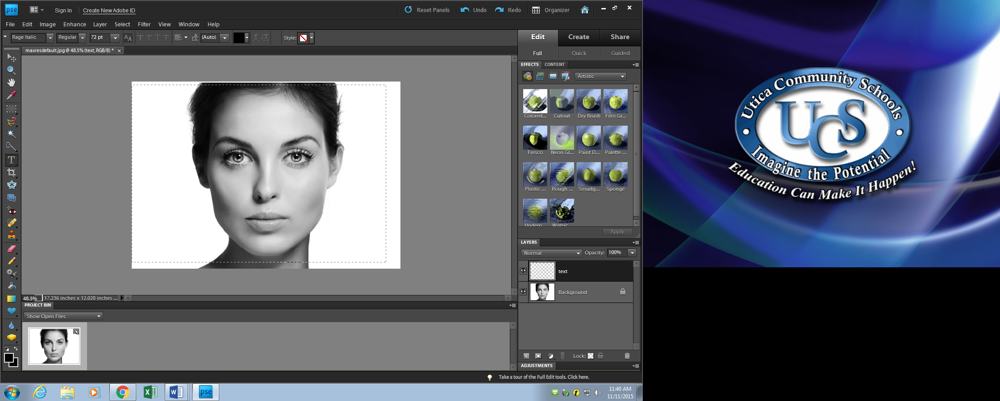 pse
Sign In
Create New Adobe ID
Reset Panels
Undo
Redo
Organizer
File Edit Image Enhance Layer Select Filter View Window Help
Rage Italic
Regular
72 pt
(Auto)
Style:
Edit Create Share
maxresdefault.jpg @ 48.5% (text, RGB/8) *
Full Quick Guided
EFFECTS CONTENT
Artistic
Colored... Cutout Dry Brush Film Gr...
Fresco Neon Gl... Paint D... Palette ...
Plastic ... Rough ... Smudg... Sponge
Underp Waterc
Apply
LAYERS
Normal
Opacity: 100%
text
Background
Lock:
ADJUSTMENTS
48.5%
17.236 inches x 12.028 inches ...
PROJECT BIN
Show Open Files
Take a tour of the Full Edit tools. Click here.
pse
11:40 AM
11/11/2015
Utica Community Schools
UCS
Imagine the Potential
Education Can Make It Happen!